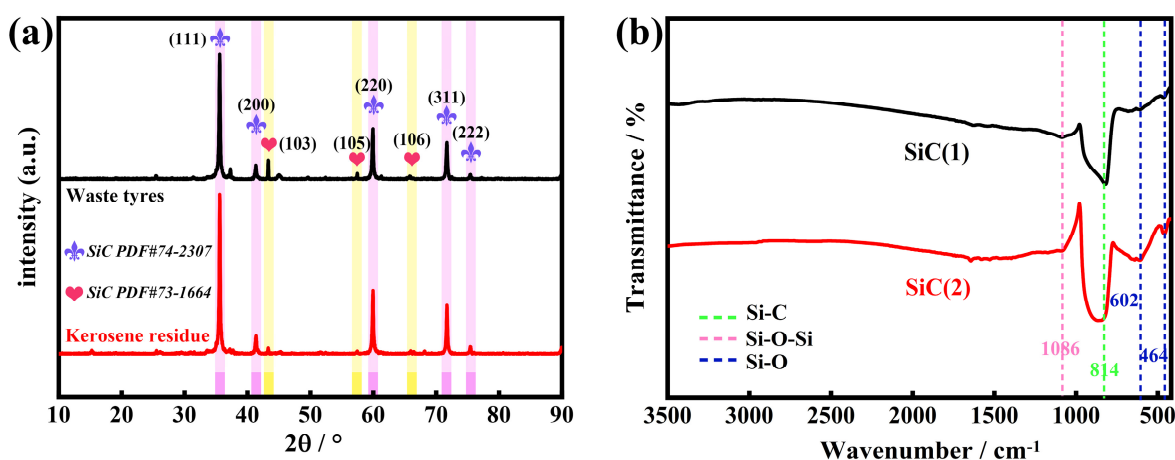 (a)
(111)
(200)
(103)
(105)
(220)
(106)
(311)
(222)
Waste tyres
SiC PDF#74-2307
SiC PDF#73-1664
Kerosene residue
intensity (a.u.)
10 20 30 40 50 60 70 80 90
2θ / °
(b)
SiC(1)
SiC(2)
Si-C
Si-O-Si
Si-O
1086
814
602
464
Transmittance / %
3500 3000 2500 2000 1500 1000 500
Wavenumber / cm⁻¹